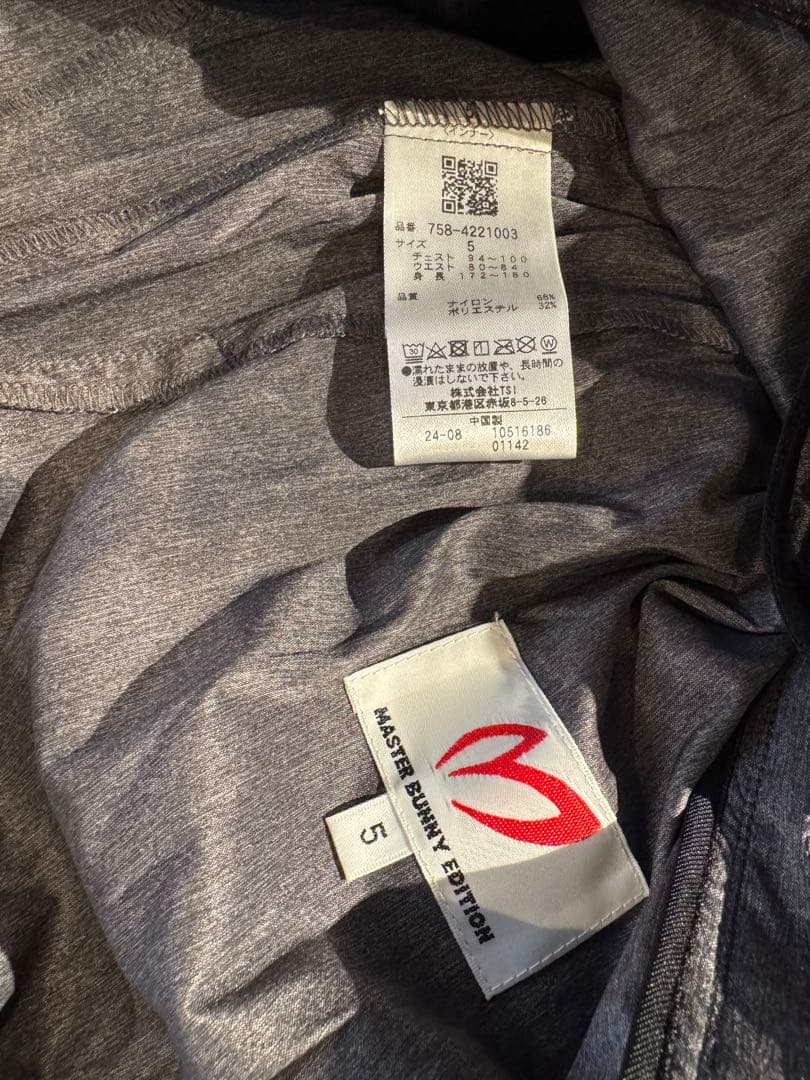 〈インナー〉
品番 758-4221003
サイズ 5
チェスト 94～100
ウエスト 80～84
身長 172～180
品質 ナイロン 68%
ポリエステル 32%
30 W
●濡れたままの放置や、長時間の
浸漬はしないで下さい。
株式会社TSI
東京都港区赤坂8-5-26
中国製
24-08 10516186
01142
MASTER BUNNY EDITION
5